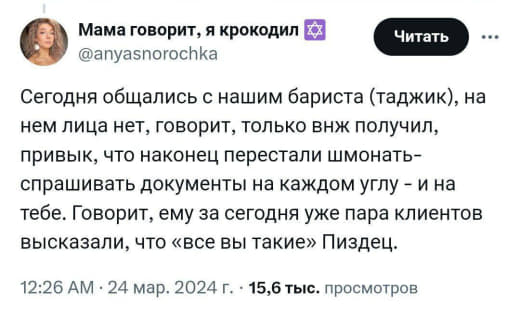 Мама говорит, я крокодил 🔯
Читать
@anyasnorochka
Сегодня общались с нашим бариста (таджик), на
нем лица нет, говорит, только внж получил,
привык, что наконец перестали шмонать-
спрашивать документы на каждом углу - и на
тебе. Говорит, ему за сегодня уже пара клиентов
высказали, что «все вы такие» Пиздец.
12:26 AM · 24 мар. 2024 г. · 15,6 тыс. просмотров